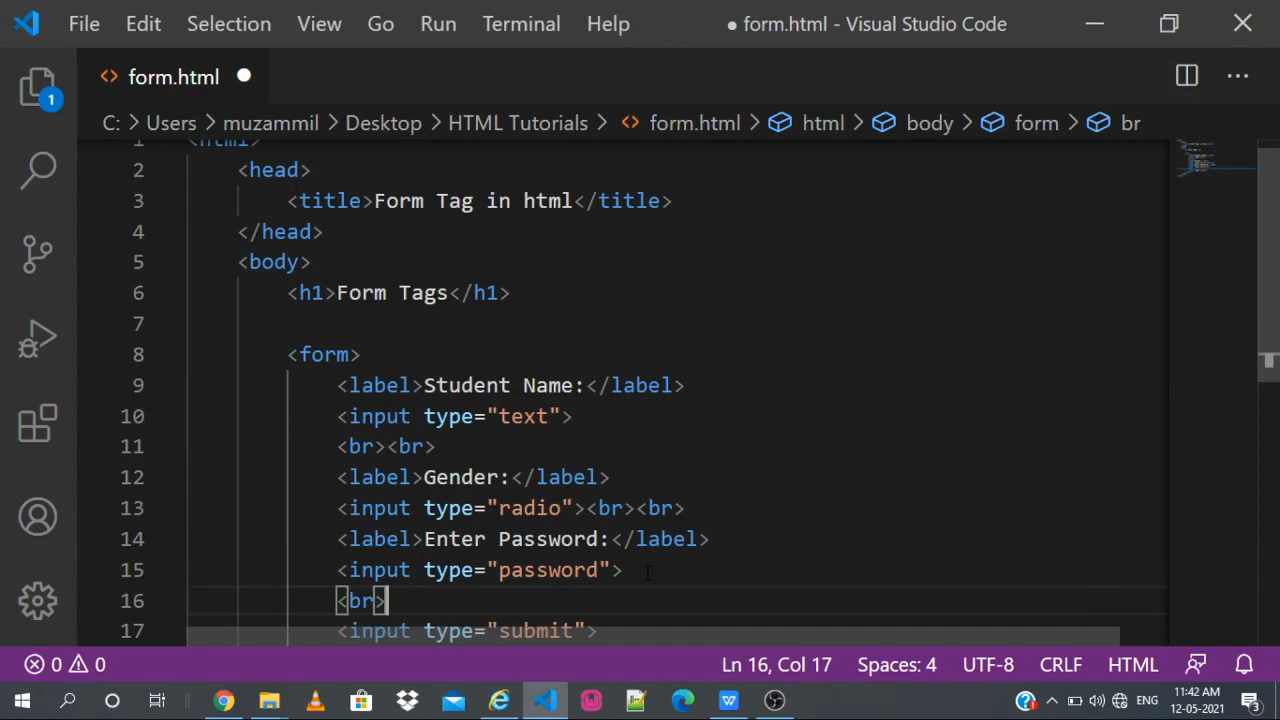 File Edit Selection View Go Run Terminal Help ● form.html - Visual Studio Code
1
<> form.html ●
C: > Users > muzammil > Desktop > HTML Tutorials > <> form.html > html > body > form > br
1 <html>
2 <head>
3 <title>Form Tag in html</title>
4 </head>
5 <body>
6 <h1>Form Tags</h1>
7
8 <form>
9 <label>Student Name:</label>
10 <input type="text">
11 <br><br>
12 <label>Gender:</label>
13 <input type="radio"><br><br>
14 <label>Enter Password:</label>
15 <input type="password">
16 <br>
17 <input type="submit">
0 0 Ln 16, Col 17 Spaces: 4 UTF-8 CRLF HTML
ENG 11:42 AM
12-05-2021 3